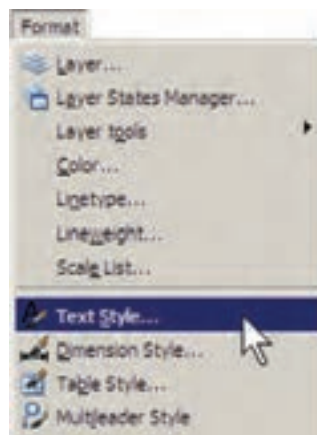 Format
Layer...
Layer States Manager...
Layer tools
Color...
Linetype...
Lineweight...
Scale List...
Text Style...
Dimension Style...
Table Style...
Multileader Style